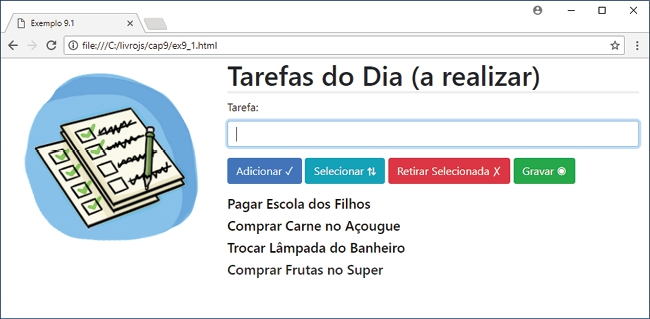 Exemplo 9.1
file:///C:/livrojs/cap9/ex9_1.html
Tarefas do Dia (a realizar)
Tarefa:
Adicionar ✓ Selecionar ⇅ Retirar Selecionada ✗ Gravar ◉
Pagar Escola dos Filhos
Comprar Carne no Açougue
Trocar Lâmpada do Banheiro
Comprar Frutas no Super